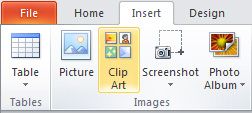 File Home Insert Design
Table Picture Clip Screenshot Photo
Art Album
Tables Images